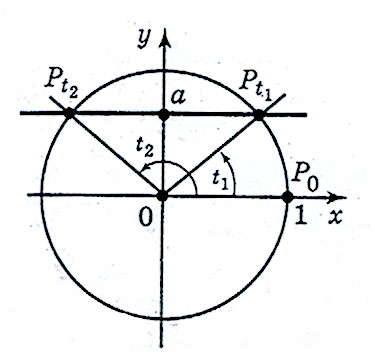 y
P_{t_2}
a
P_{t_1}
t_2
t_1
P_0
0
1
x